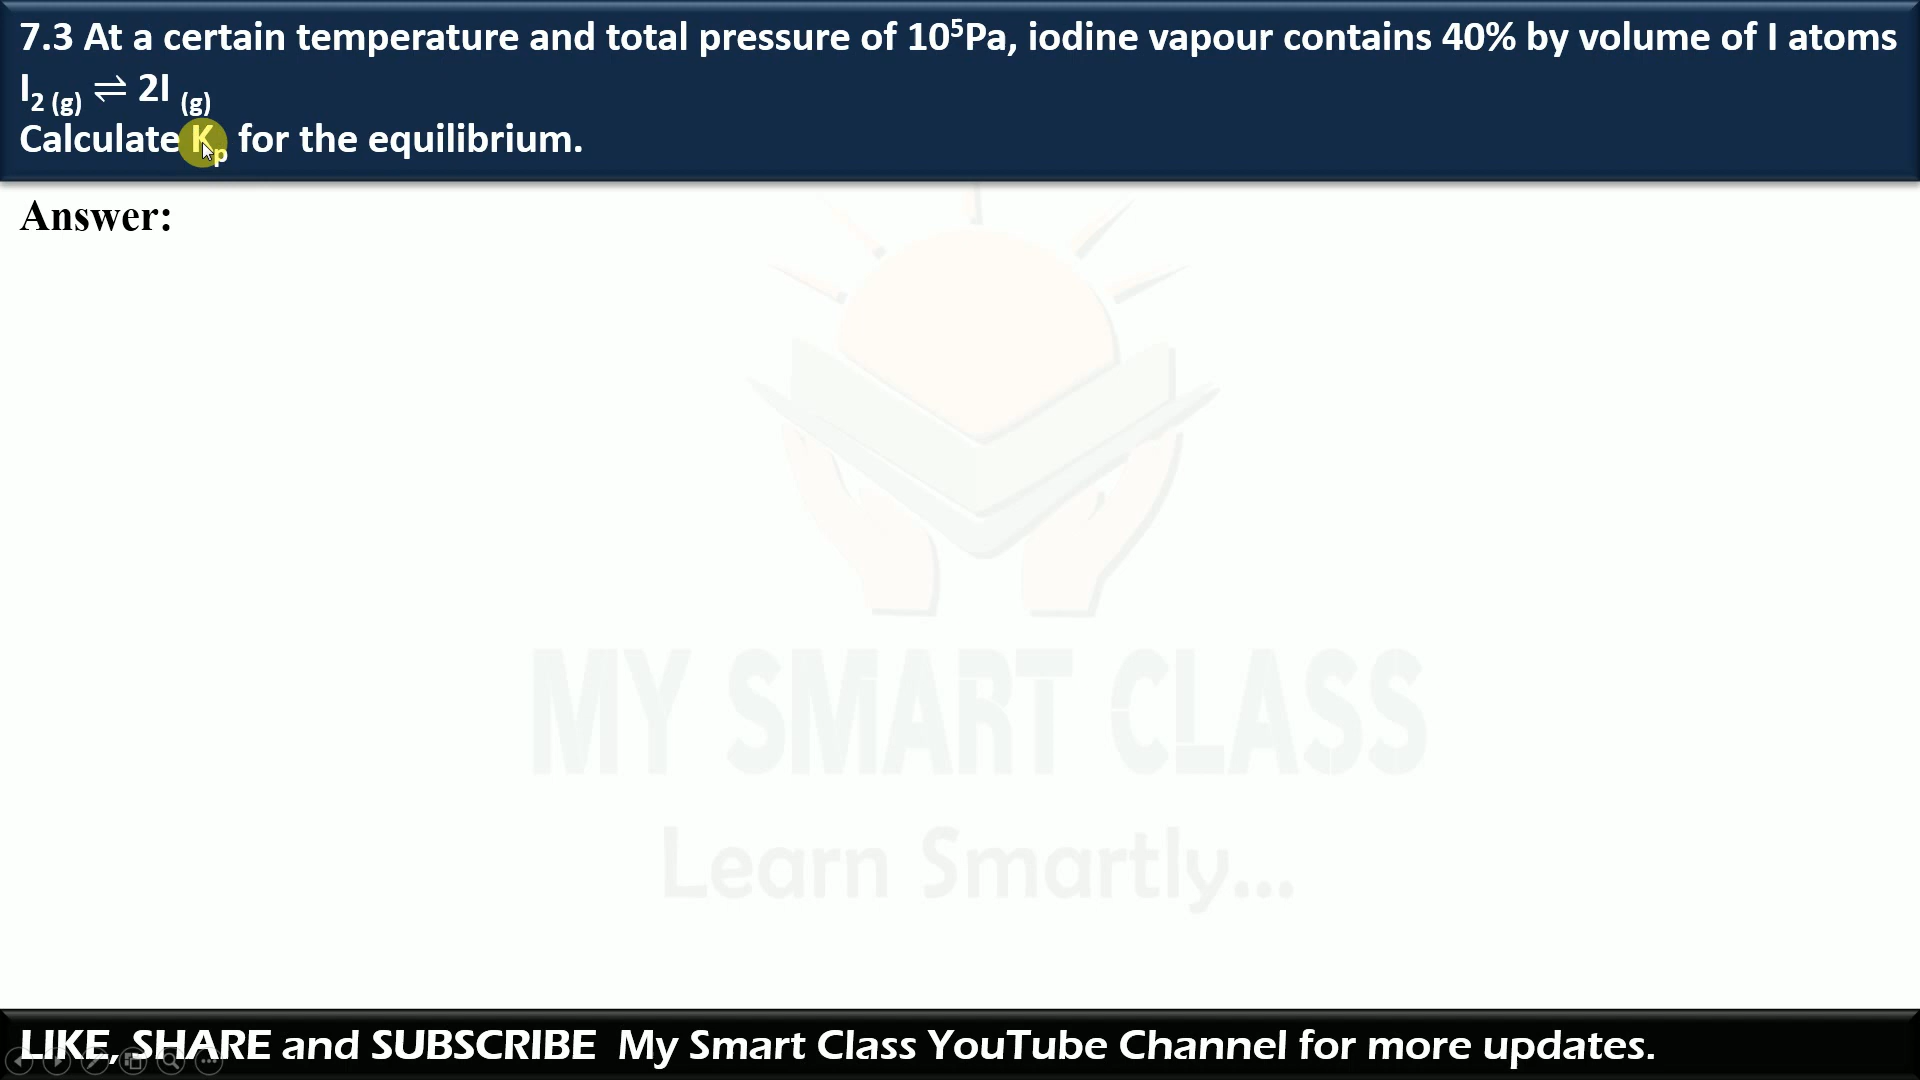 7.3 At a certain temperature and total pressure of 10⁵Pa, iodine vapour contains 40% by volume of I atoms
I₂ (g) ⇌ 2I (g)
Calculate Kp for the equilibrium.
Answer:
MY SMART CLASS
Learn Smartly...
LIKE, SHARE and SUBSCRIBE My Smart Class YouTube Channel for more updates.